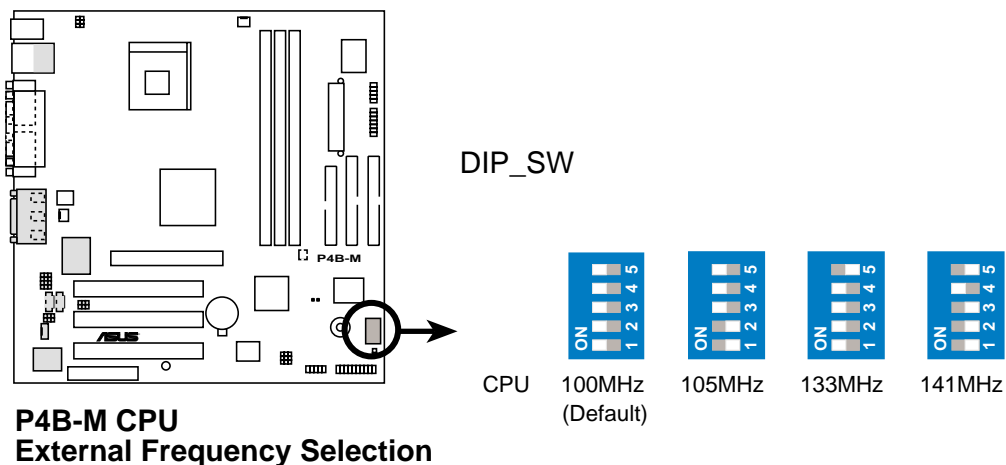 DIP_SW
P4B-M
ASUS
ON
1 2 3 4 5
ON
1 2 3 4 5
ON
1 2 3 4 5
ON
1 2 3 4 5
CPU 100MHz 105MHz 133MHz 141MHz
(Default)
P4B-M CPU
External Frequency Selection